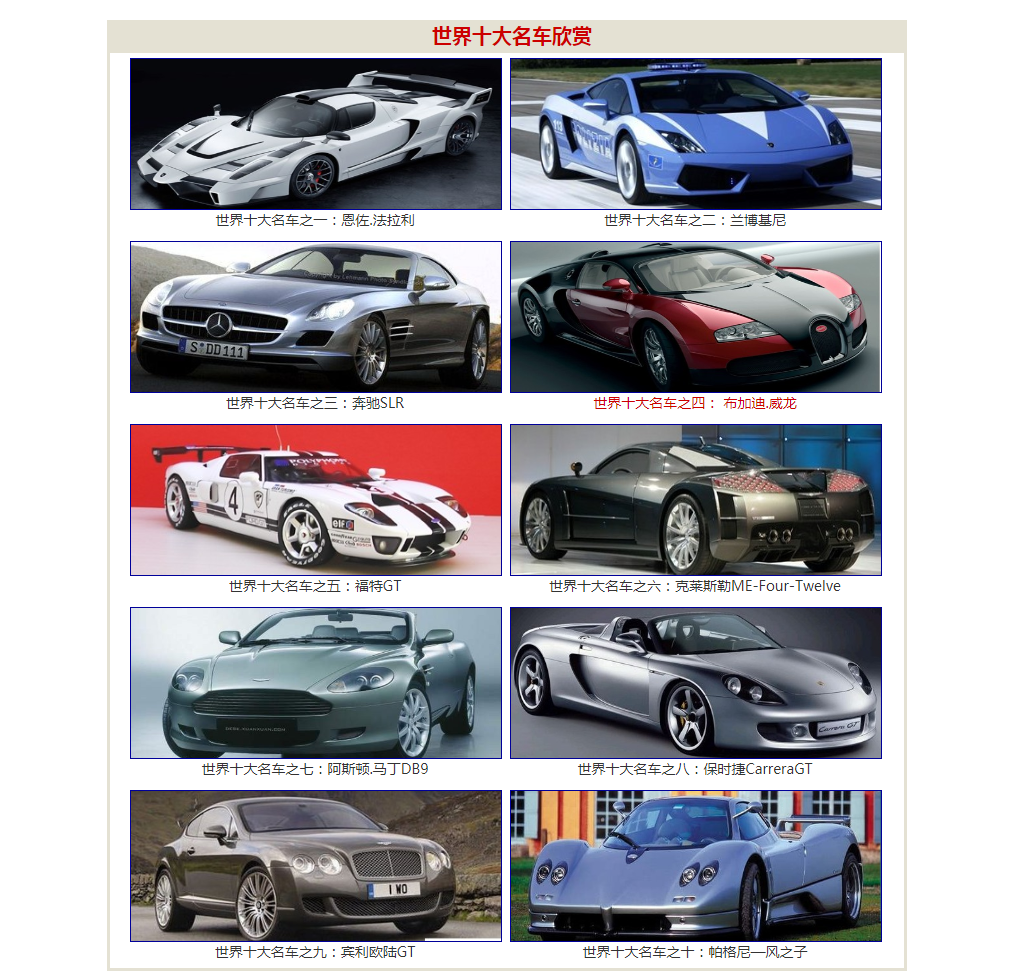 世界十大名车欣赏
世界十大名车之一：恩佐.法拉利
世界十大名车之二：兰博基尼
世界十大名车之三：奔驰SLR
S DD 111
世界十大名车之四： 布加迪.威龙
4
elf
世界十大名车之五：福特GT
世界十大名车之六：克莱斯勒ME-Four-Twelve
世界十大名车之七：阿斯顿.马丁DB9
Carrera GT
世界十大名车之八：保时捷CarreraGT
1 WO
世界十大名车之九：宾利欧陆GT
世界十大名车之十：帕格尼—风之子